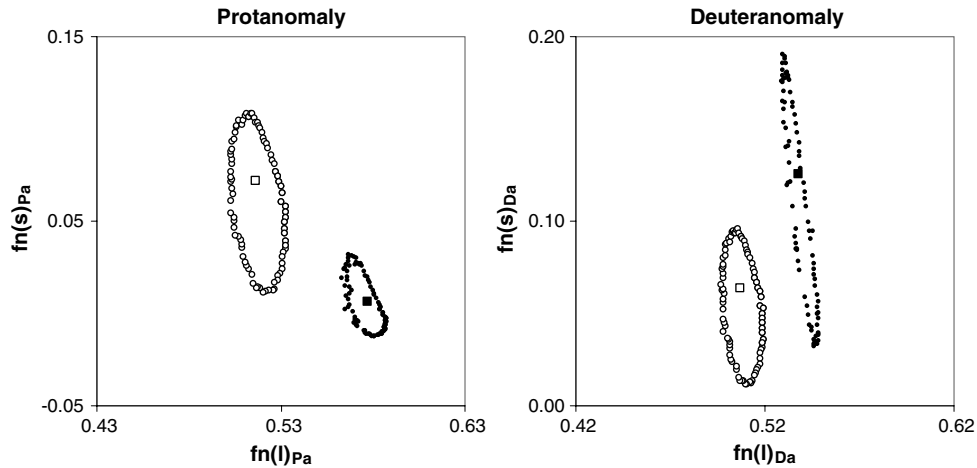 Protanomaly
0.15
0.05
-0.05
fn(s)Pa
0.43
0.53
0.63
fn(l)Pa
Deuteranomaly
0.20
0.10
0.00
fn(s)Da
0.42
0.52
0.62
fn(l)Da